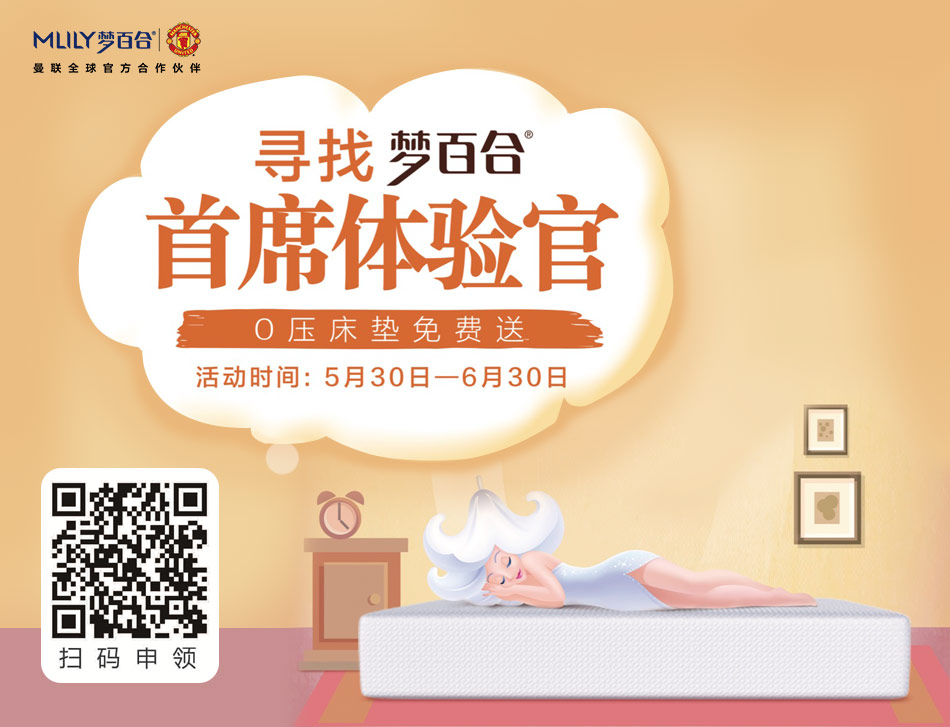 MLILY梦百合®
MANCHESTER UNITED
曼联全球官方合作伙伴
寻找 梦百合®
首席体验官
0压床垫免费送
活动时间: 5月30日—6月30日
扫码申领